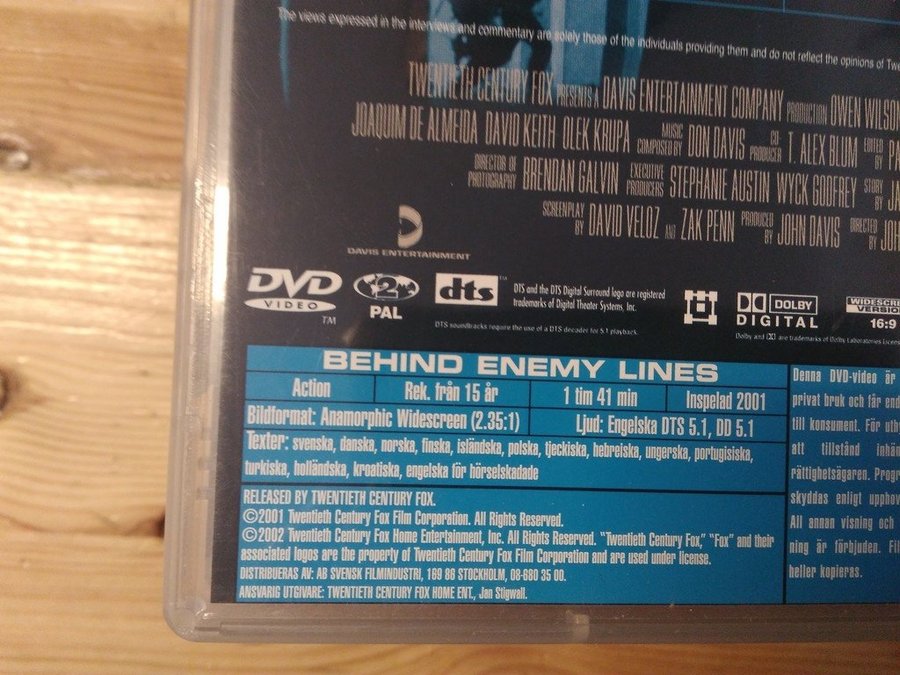 The views expressed in the interviews and commentary are solely those of the individuals providing them and do not reflect the opinions of
TWENTIETH CENTURY FOX PRESENTS A DAVIS ENTERTAINMENT COMPANY PRODUCTION OWEN WILSON
JOAQUIM DE ALMEIDA DAVID KEITH OLEK KRUPA MUSIC COMPOSED BY DON DAVIS CO-PRODUCER T. ALEX BLUM EDITED BY
DIRECTOR OF PHOTOGRAPHY BRENDAN GALVIN EXECUTIVE PRODUCERS STEPHANIE AUSTIN WYCK GODFREY STORY BY
SCREENPLAY BY DAVID VELOZ AND ZAK PENN PRODUCED BY JOHN DAVIS DIRECTED BY
DAVIS ENTERTAINMENT
DVD VIDEO TM
2 PAL
dts
DTS and the DTS Digital Surround logo are registered
trademarks of Digital Theater Systems, Inc.
DTS soundtracks require the use of a DTS decoder for 5.1 playback.
DOLBY
DIGITAL
Dolby and are trademarks of Dolby Laboratories
WIDESCREEN
VERSION
16:9
BEHIND ENEMY LINES
Action Rek. från 15 år 1 tim 41 min Inspelad 2001
Bildformat: Anamorphic Widescreen (2.35:1) Ljud: Engelska DTS 5.1, DD 5.1
Texter: svenska, danska, norska, finska, isländska, polska, tjeckiska, hebreiska, ungerska, portugisiska,
turkiska, holländska, kroatiska, engelska för hörselskadade
RELEASED BY TWENTIETH CENTURY FOX.
©2001 Twentieth Century Fox Film Corporation. All Rights Reserved.
©2002 Twentieth Century Fox Home Entertainment, Inc. All Rights Reserved. "Twentieth Century Fox," "Fox" and their
associated logos are the property of Twentieth Century Fox Film Corporation and are used under license.
DISTRIBUERAS AV: AB SVENSK FILMINDUSTRI, 169 86 STOCKHOLM, 08-680 35 00.
ANSVARIG UTGIVARE: TWENTIETH CENTURY FOX HOME ENT., Jan Stigwall.
Denna DVD-video är
privat bruk och får
till konsument. För
att tillstånd
rättighetsägaren.
skyddas enligt
All annan visning och
ning är förbjuden.
heller kopieras.